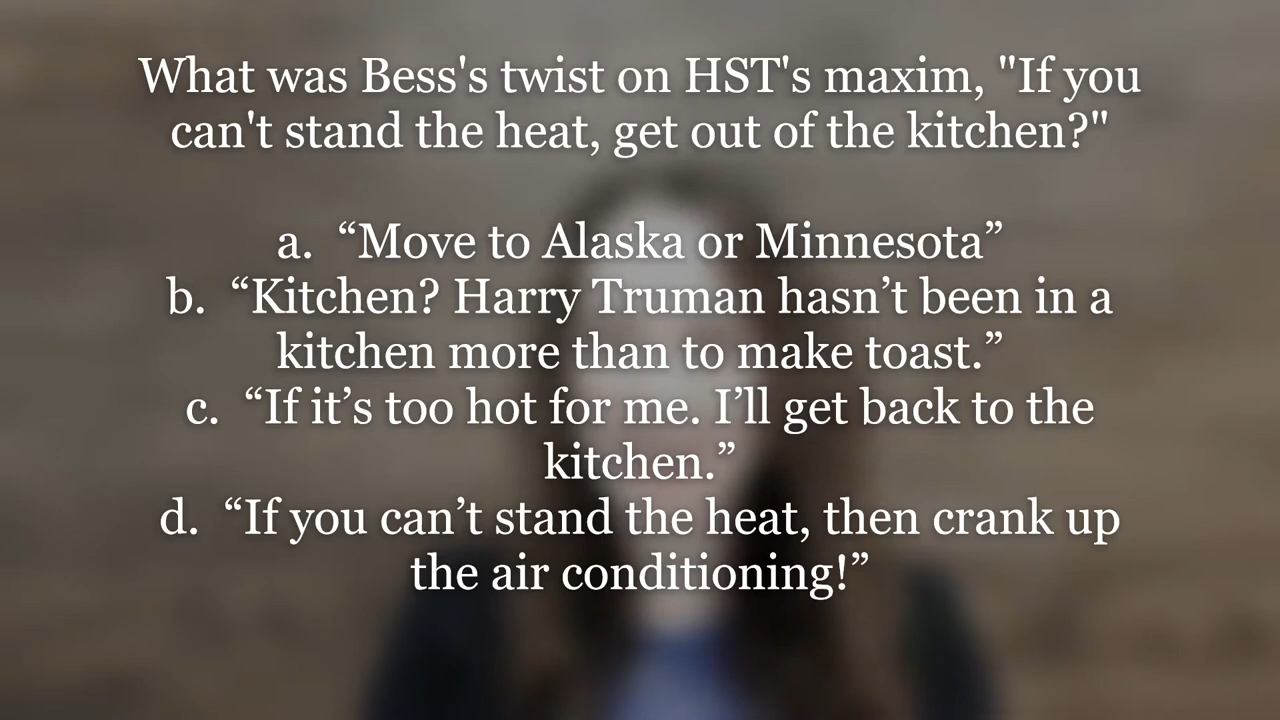 What was Bess's twist on HST's maxim, "If you
can't stand the heat, get out of the kitchen?"
a. “Move to Alaska or Minnesota”
b. “Kitchen? Harry Truman hasn’t been in a
kitchen more than to make toast.”
c. “If it’s too hot for me. I’ll get back to the
kitchen.”
d. “If you can’t stand the heat, then crank up
the air conditioning!”